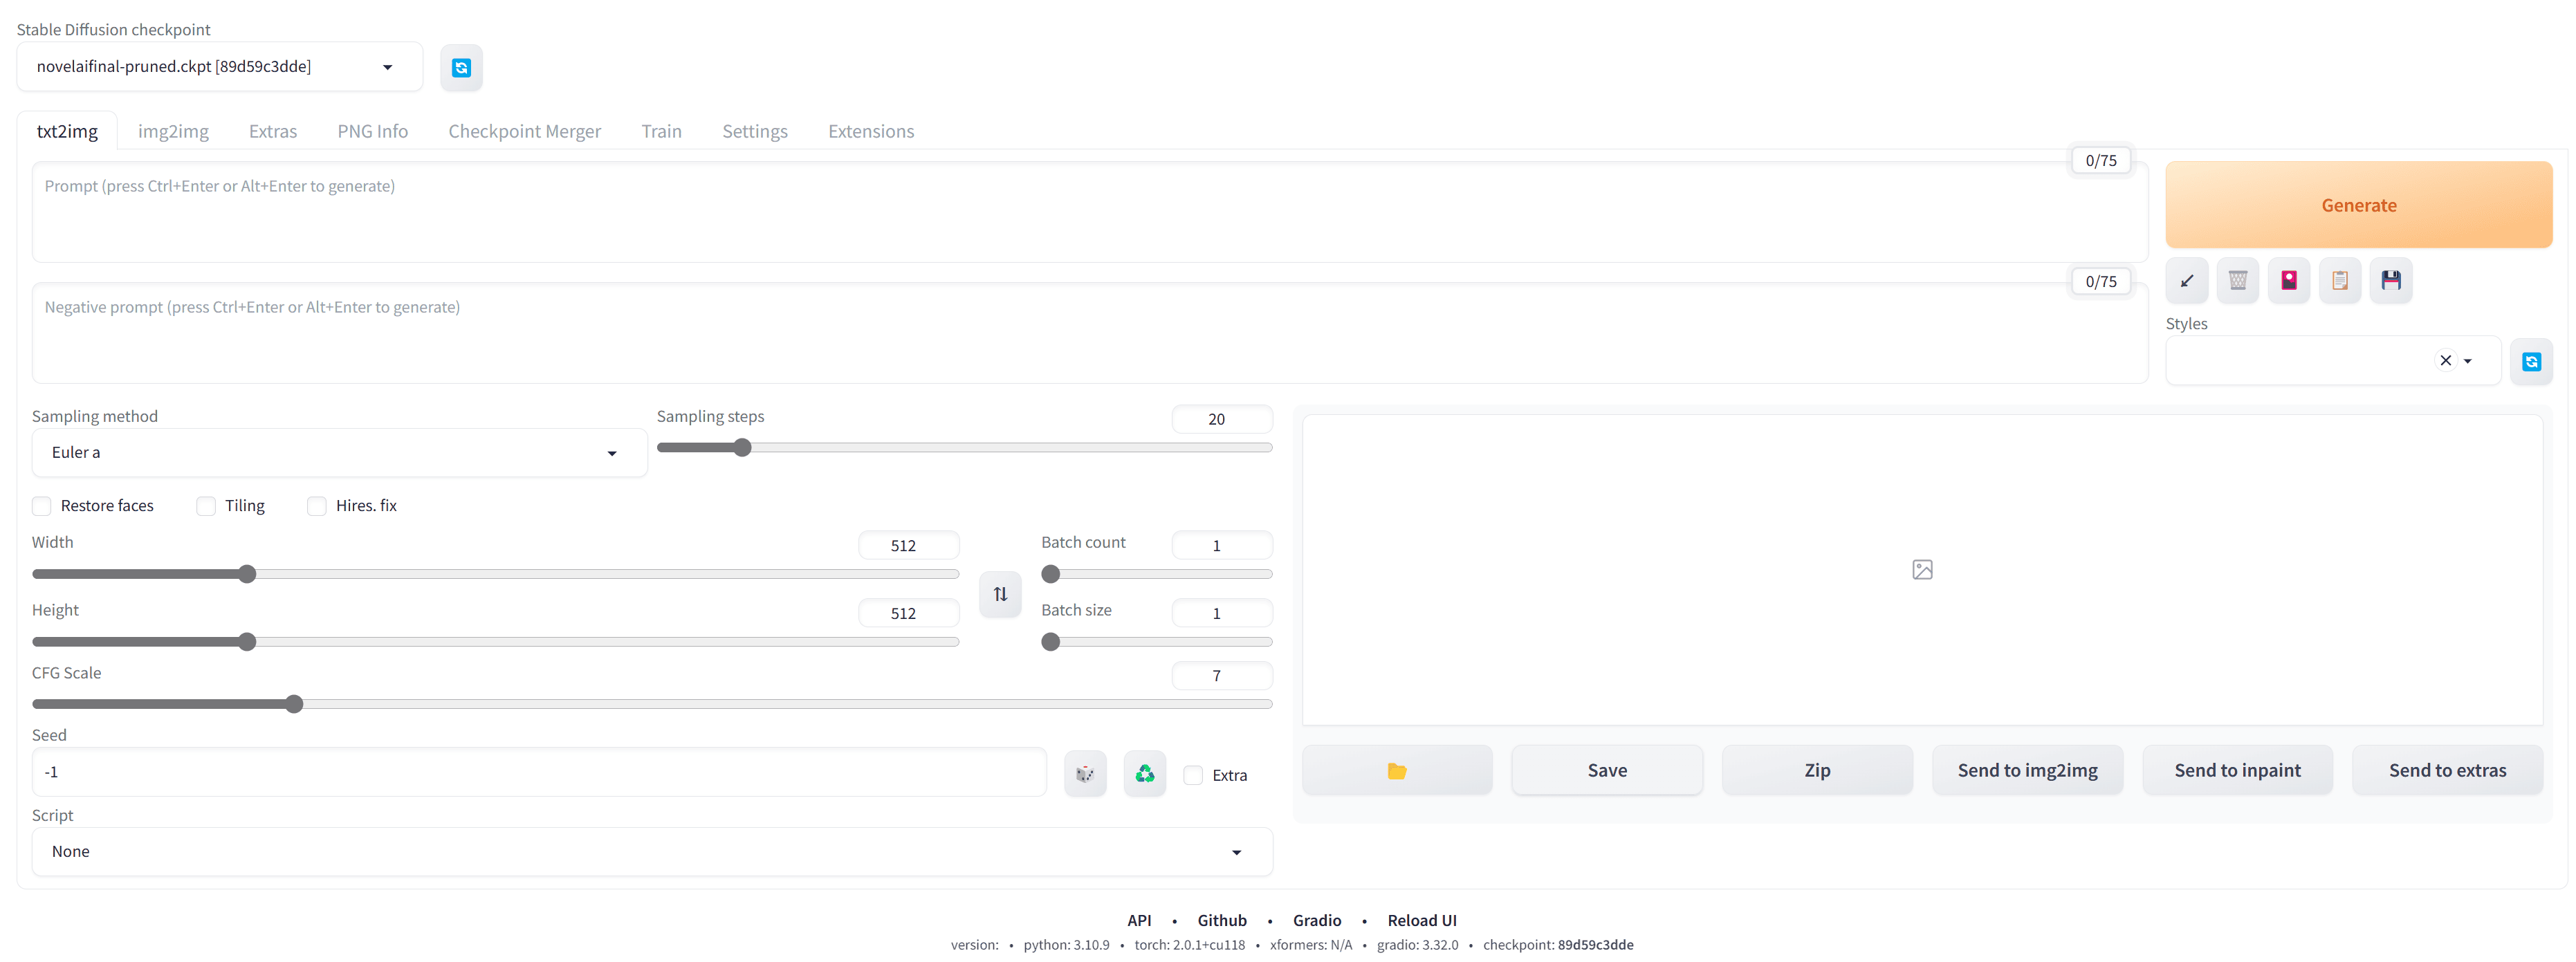 Stable Diffusion checkpoint
novelaifinal-pruned.ckpt [89d59c3dde]
txt2img img2img Extras PNG Info Checkpoint Merger Train Settings Extensions
0/75
Prompt (press Ctrl+Enter or Alt+Enter to generate)
Generate
0/75
Negative prompt (press Ctrl+Enter or Alt+Enter to generate)
Styles
Sampling method
Euler a
Sampling steps
20
Restore faces Tiling Hires. fix
Width
512
Batch count
1
Height
512
Batch size
1
CFG Scale
7
Seed
-1
Extra
Script
None
Save Zip Send to img2img Send to inpaint Send to extras
API • Github • Gradio • Reload UI
version: • python: 3.10.9 • torch: 2.0.1+cu118 • xformers: N/A • gradio: 3.32.0 • checkpoint: 89d59c3dde